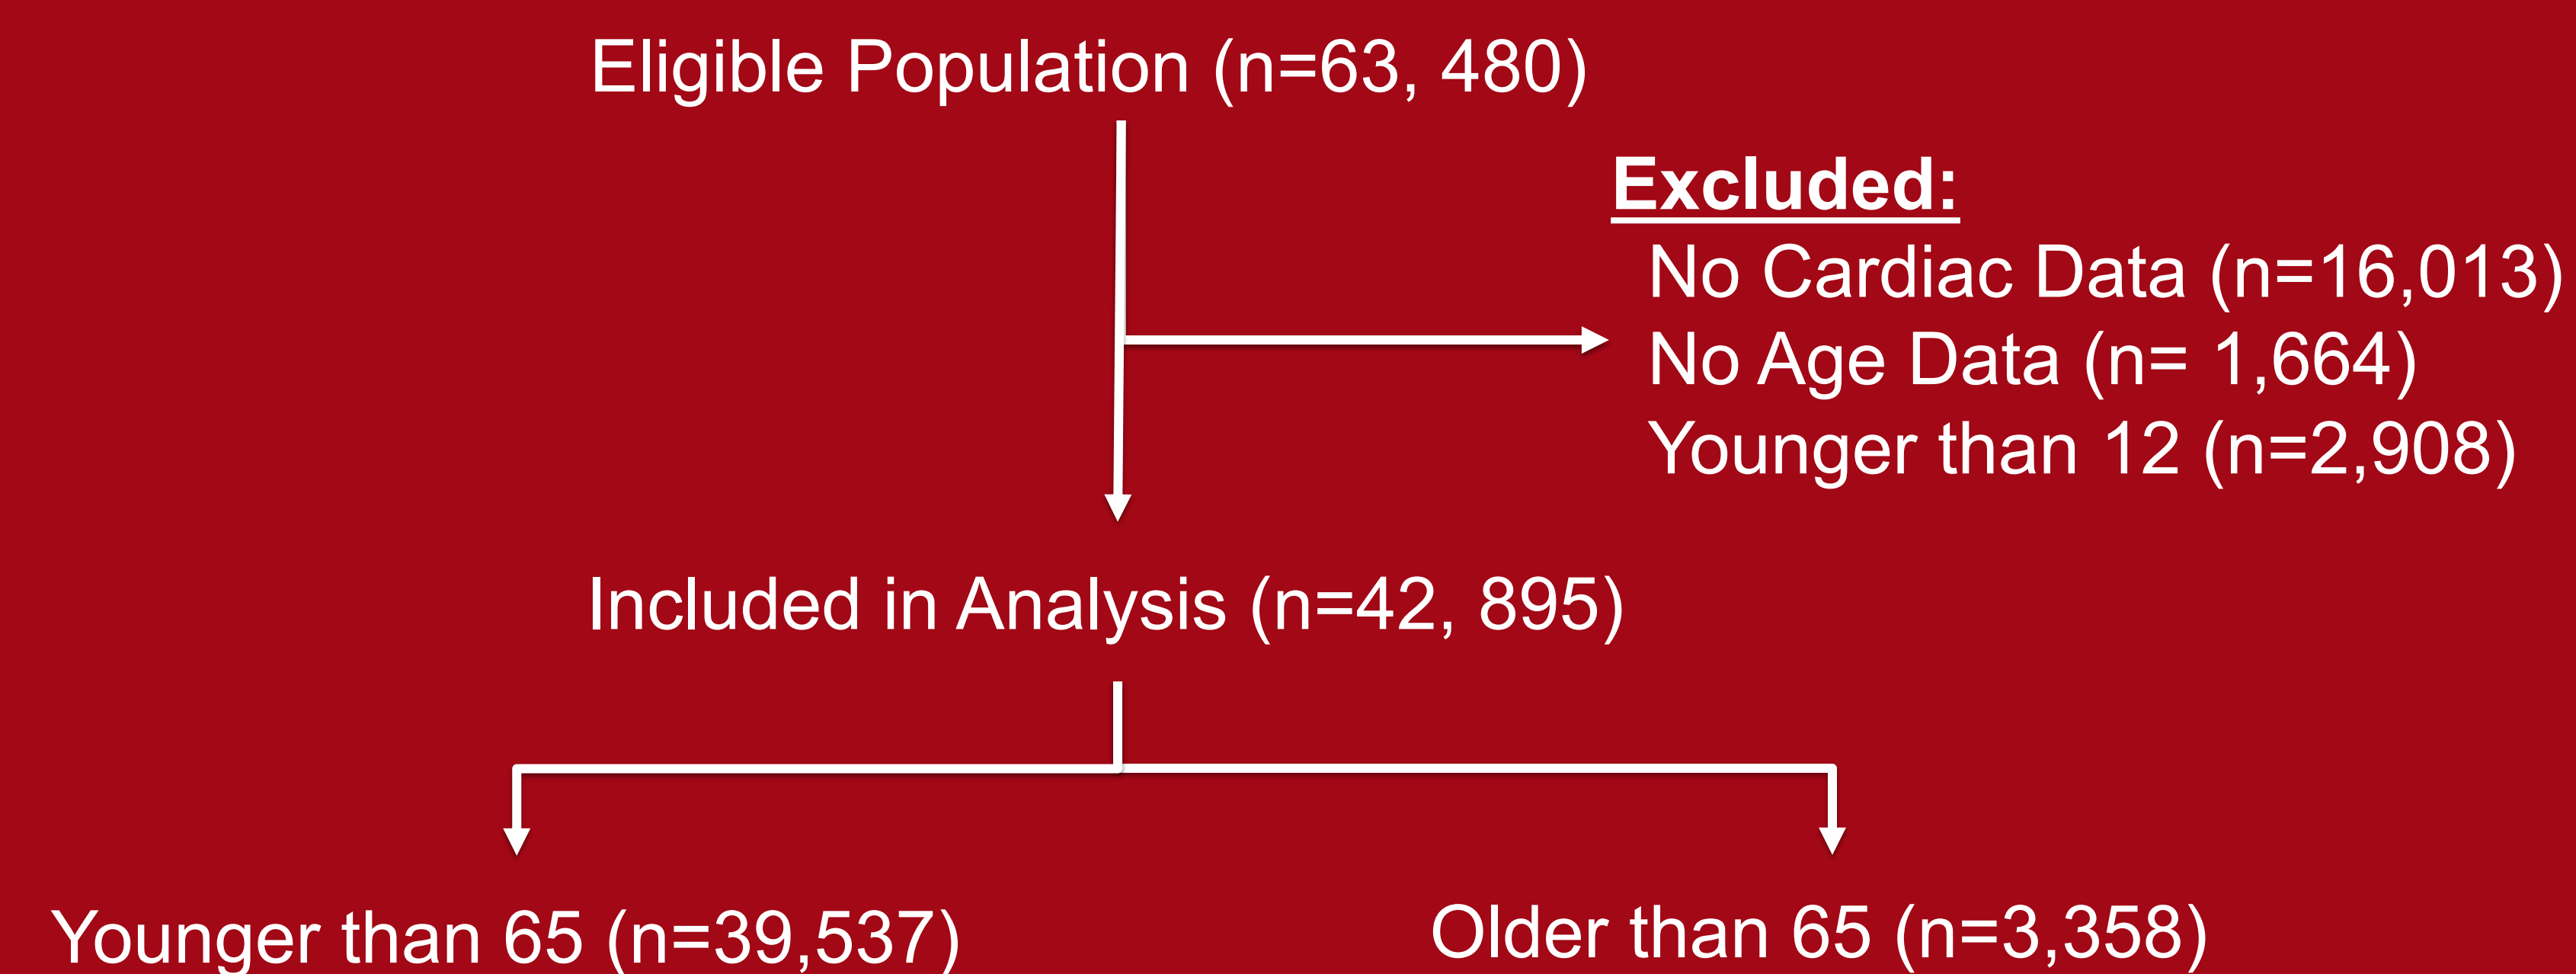 Eligible Population (n=63, 480)
Excluded:
No Cardiac Data (n=16,013)
No Age Data (n= 1,664)
Younger than 12 (n=2,908)
Included in Analysis (n=42, 895)
Younger than 65 (n=39,537)
Older than 65 (n=3,358)